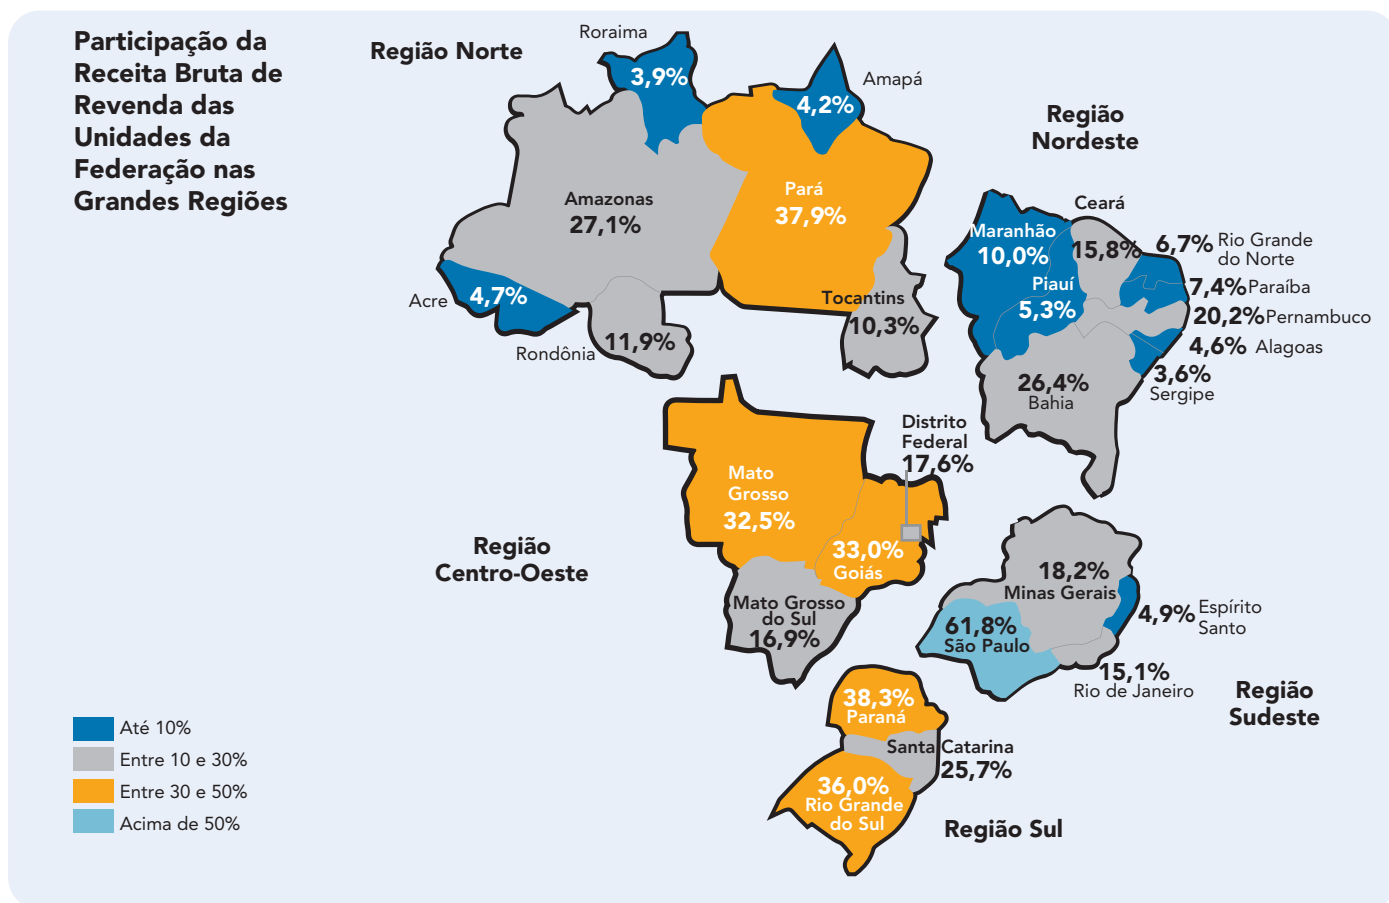 Participação da
Receita Bruta de
Revenda das
Unidades da
Federação nas
Grandes Regiões
Região Norte
Roraima
3,9%
Amapá
4,2%
Amazonas
27,1%
Pará
37,9%
Acre
4,7%
Rondônia
11,9%
Tocantins
10,3%
Região
Nordeste
Ceará
15,8%
Maranhão
10,0%
Piauí
5,3%
6,7% Rio Grande
do Norte
7,4% Paraíba
20,2% Pernambuco
4,6% Alagoas
3,6%
Sergipe
26,4%
Bahia
Região
Centro-Oeste
Mato
Grosso
32,5%
Distrito
Federal
17,6%
33,0%
Goiás
Mato Grosso
do Sul
16,9%
18,2%
Minas Gerais
4,9% Espírito
Santo
61,8%
São Paulo
15,1%
Rio de Janeiro
Região
Sudeste
38,3%
Paraná
Santa Catarina
25,7%
36,0%
Rio Grande
do Sul
Região Sul
Até 10%
Entre 10 e 30%
Entre 30 e 50%
Acima de 50%